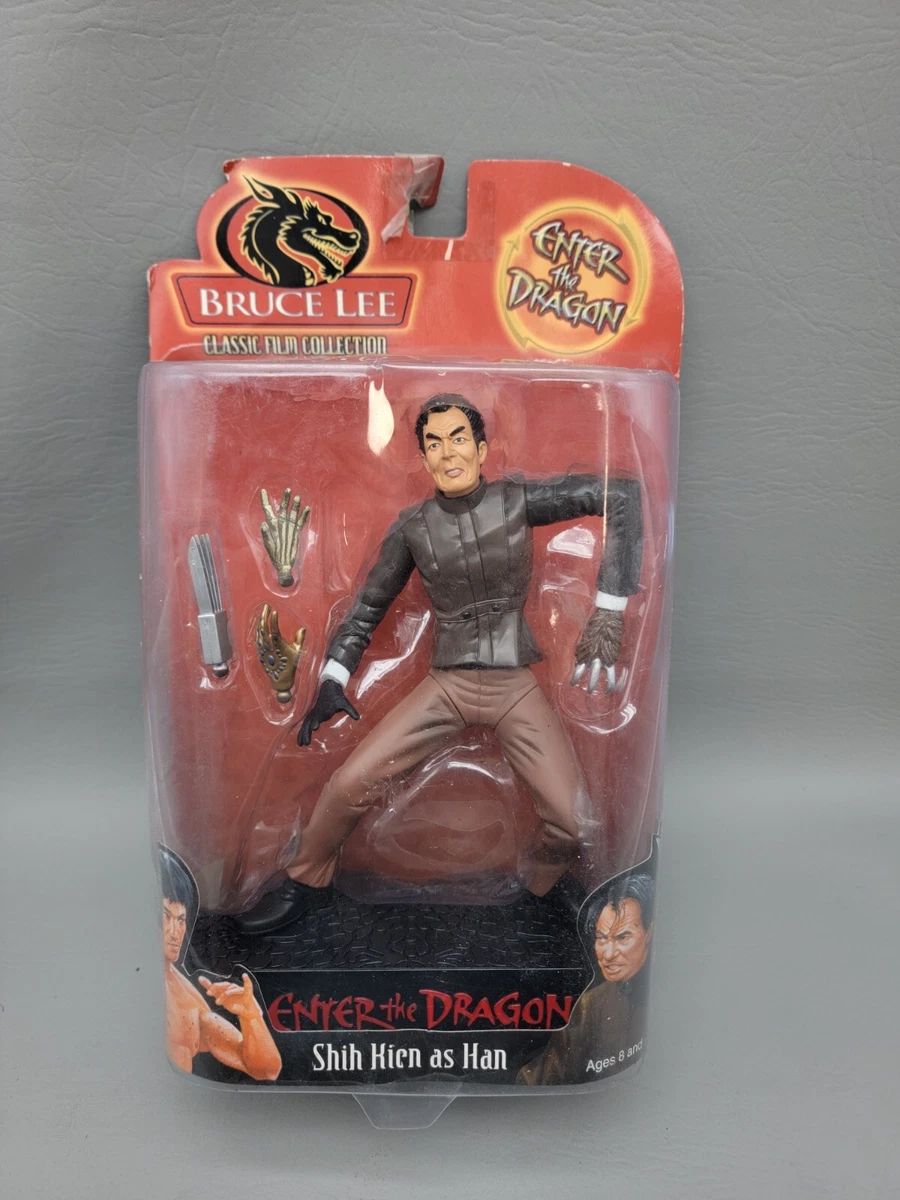 BRUCE LEE
CLASSIC FILM COLLECTION
ENTER
the
DRAGON
ENTER the DRAGON
Shih Kien as Han
Ages 8 and